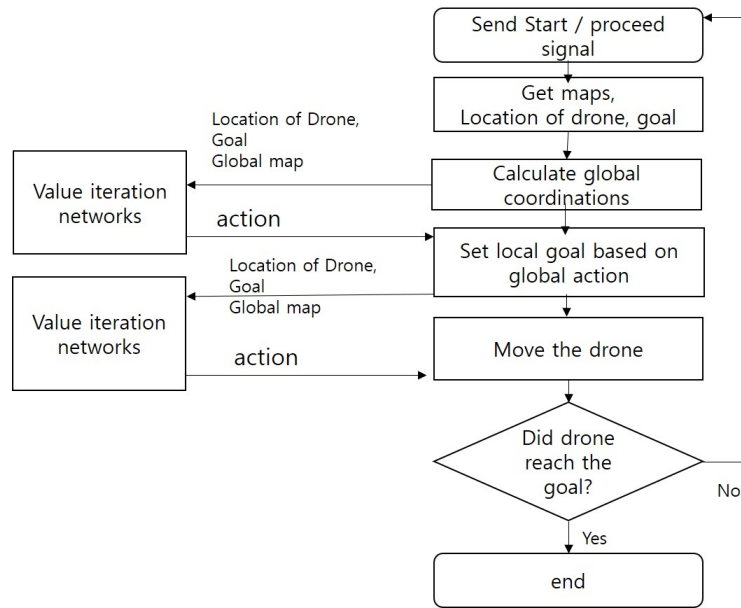 Send Start / proceed
signal
Get maps,
Location of drone, goal
Location of Drone,
Goal
Global map
Calculate global
coordinations
Value iteration
networks
action
Set local goal based on
global action
Location of Drone,
Goal
Global map
Value iteration
networks
action
Move the drone
Did drone
reach the
goal?
No
Yes
end